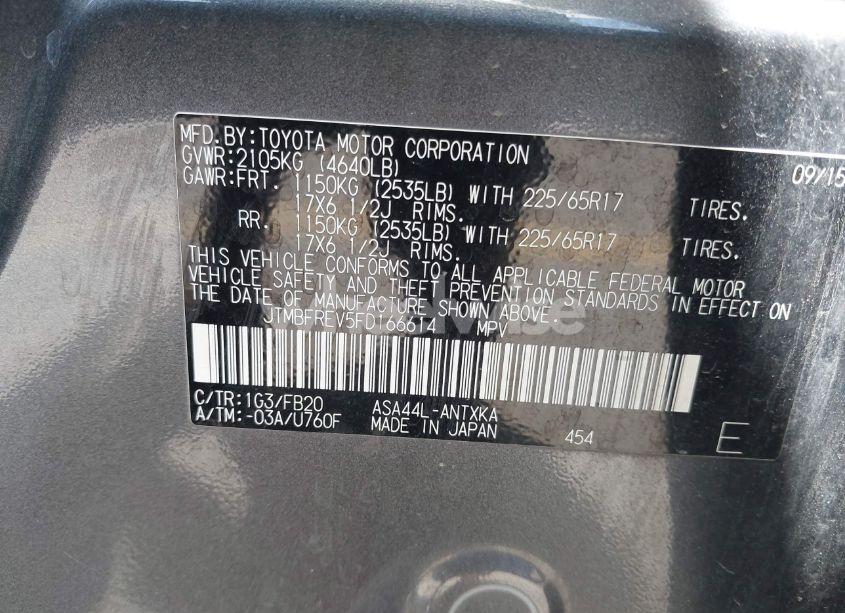 MFD.BY:TOYOTA MOTOR CORPORATION 09/15
GVWR:2105KG (4640LB)
GAWR:FRT. 1150KG (2535LB) WITH 225/65R17 TIRES.
17X6 1/2J RIMS.
RR. 1150KG (2535LB) WITH 225/65R17 TIRES.
17X6 1/2J RIMS.
THIS VEHICLE CONFORMS TO ALL APPLICABLE FEDERAL MOTOR
VEHICLE SAFETY AND THEFT PREVENTION STANDARDS IN EFFECT ON
THE DATE OF MANUFACTURE SHOWN ABOVE.
JTMBFREV5FD166614 MPV
C/TR:1G3/FB20 ASA44L-ANTXKA
A/TM:-03A/U760F MADE IN JAPAN 454 E